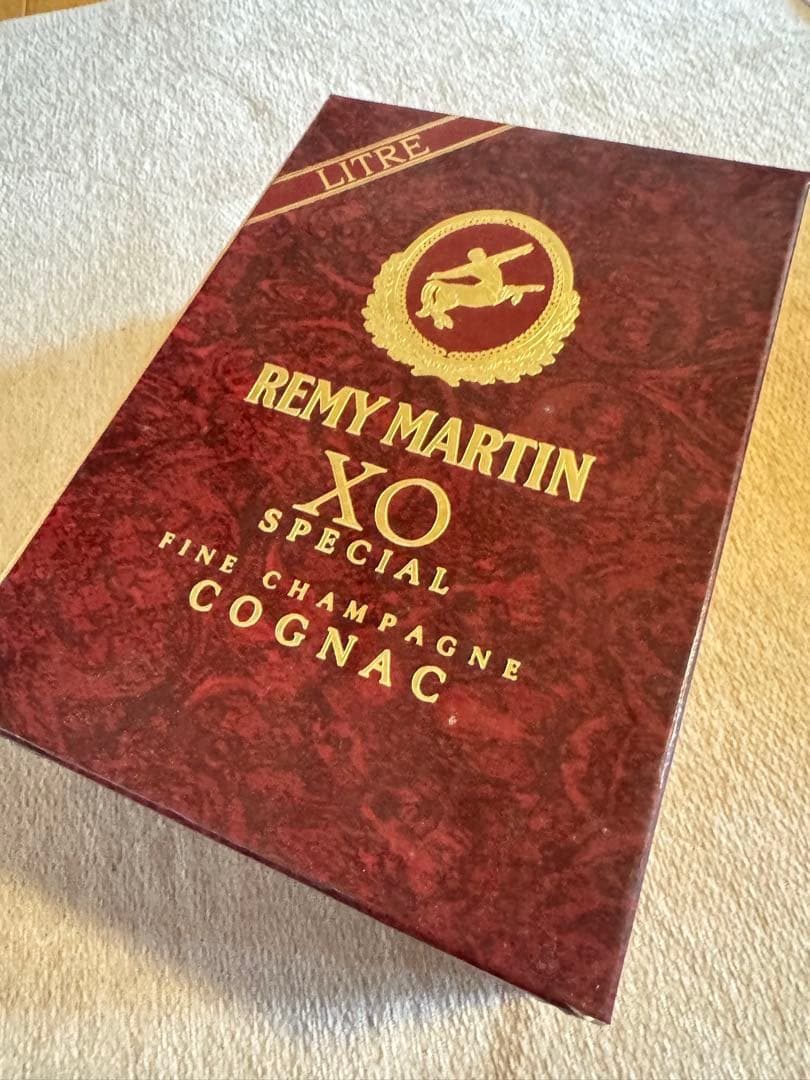 LITRE
REMY MARTIN
XO
SPECIAL
FINE CHAMPAGNE
COGNAC